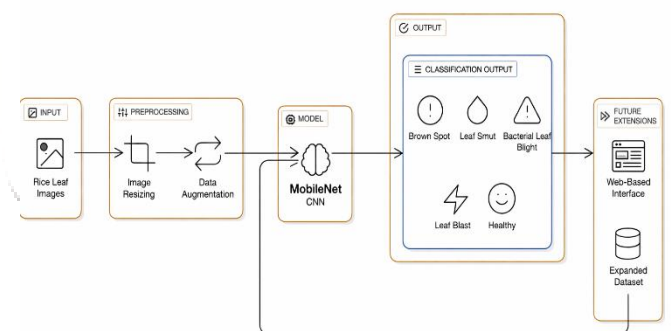 OUTPUT
CLASSIFICATION OUTPUT
INPUT
PREPROCESSING
MODEL
FUTURE
EXTENSIONS
Brown Spot
Leaf Smut
Bacterial Leaf
Blight
Rice Leaf
Images
Image
Resizing
Data
Augmentation
MobileNet
CNN
Web-Based
Interface
Leaf Blast
Healthy
Expanded
Dataset